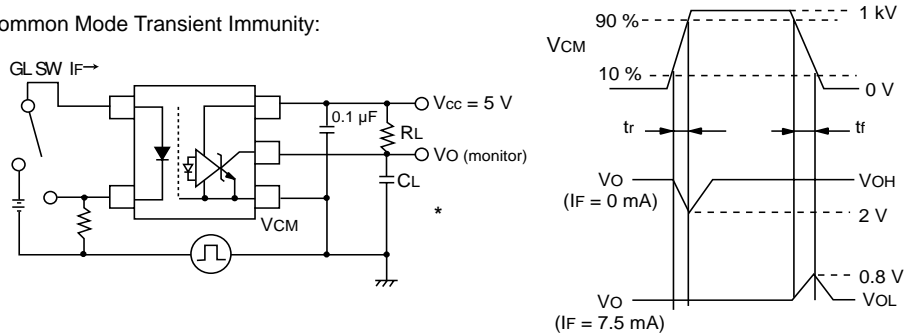 ommon Mode Transient Immunity:
GL SW IF→
Vcc = 5 V
0.1 µF
RL
VO (monitor)
CL
VCM
*
90 %
VCM
10 %
1 kV
0 V
tr
tf
VO
(IF = 0 mA)
VOH
2 V
0.8 V
VO
(IF = 7.5 mA)
VOL